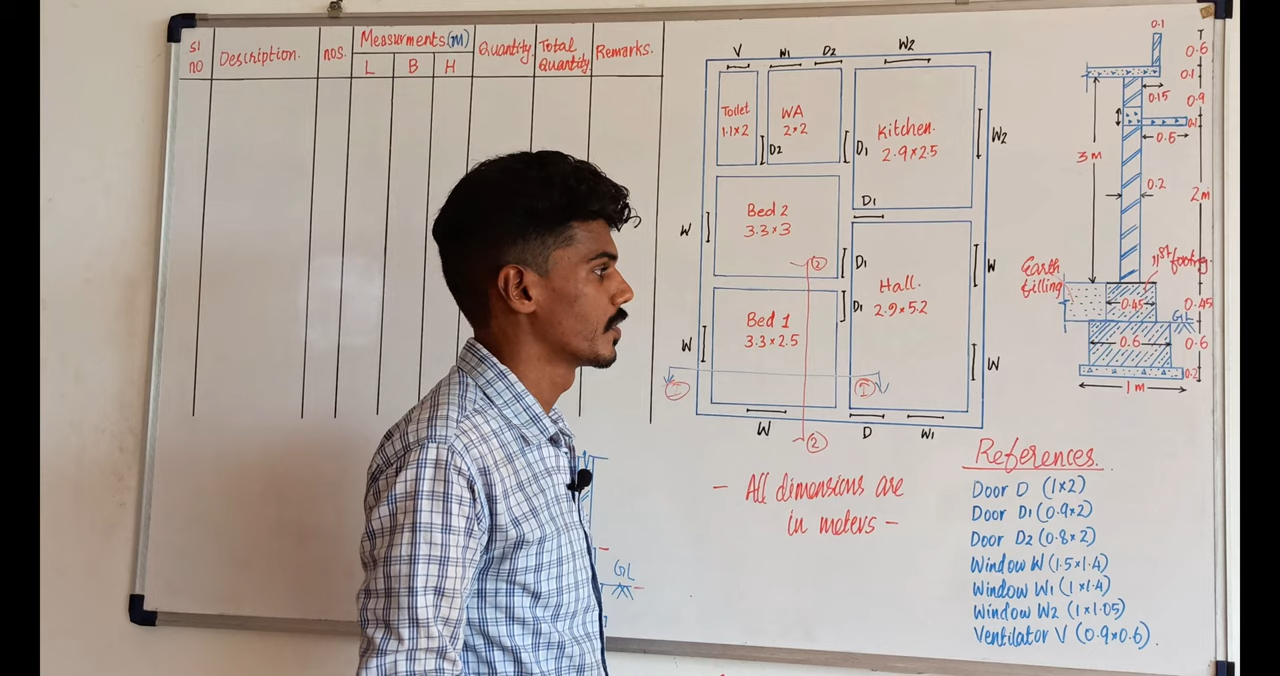 Sl no
Description.
nos.
Measurments (M)
L
B
H
Quantity.
Total Quantity
Remarks.
V
W1
D2
W2
Toilet
1.1×2
WA
2×2
D2
D1
Kitchen.
2.9×2.5
W2
D1
Bed 2
3.3×3
W
2
D1
Hall.
2.9×5.2
W
Bed 1
3.3×2.5
D1
W
W
1
1
W
2
D
W1
0.1
0.6
0.1
0.15
0.9
0.1
0.6
3m
0.2
2m
Earth filling
1st footing.
0.45
0.45
GL
0.6
0.6
0.2
1m
- All dimensions are
in meters -
References.
Door D (1×2)
Door D1 (0.9×2)
Door D2 (0.8×2)
Window W (1.5×1.4)
Window W1 (1×1.4)
Window W2 (1×1.05)
Ventilator V (0.9×0.6).
GL